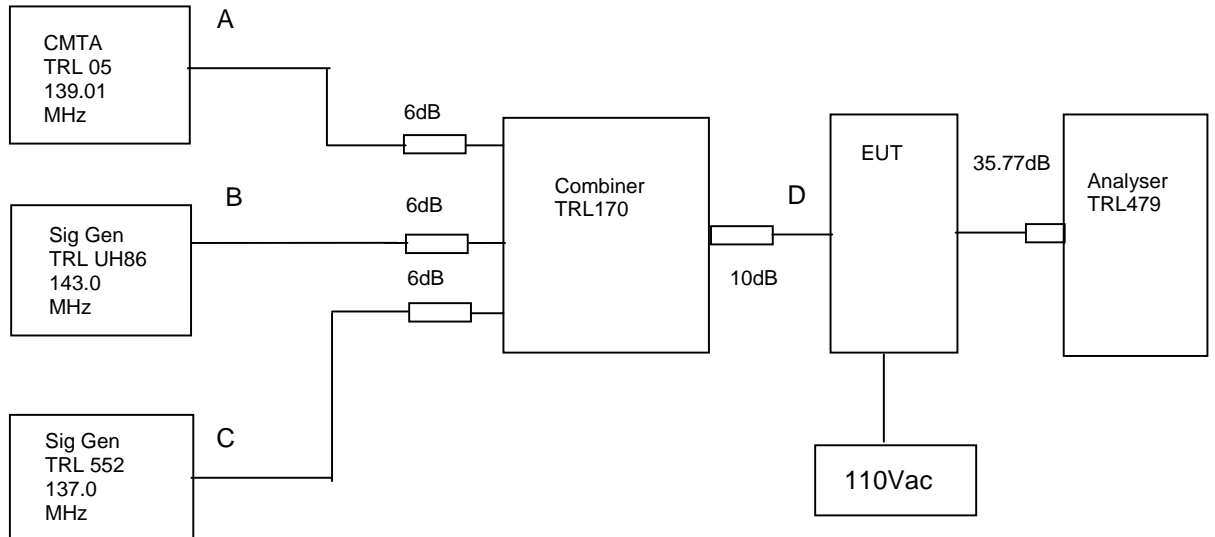 A
CMTA
TRL 05
139.01
MHz
6dB
B
Sig Gen
TRL UH86
143.0
MHz
6dB
6dB
C
Sig Gen
TRL 552
137.0
MHz
Combiner
TRL170
10dB
D
EUT
35.77dB
Analyser
TRL479
110Vac